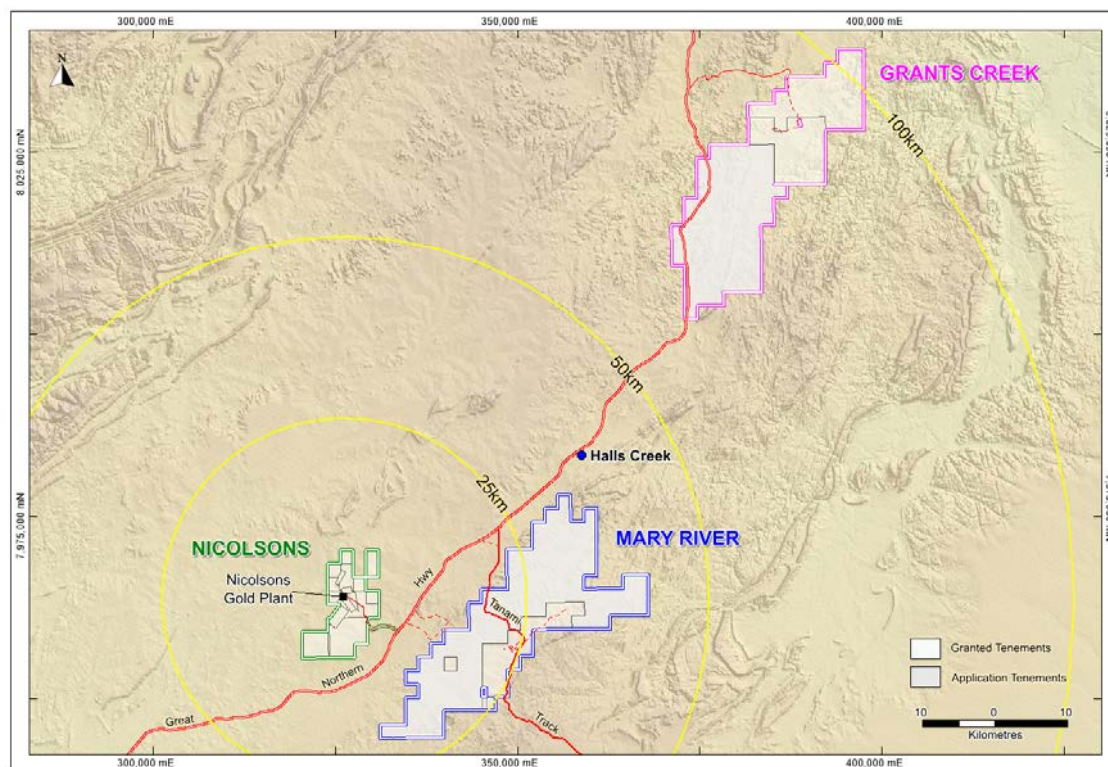 300,000 mE
350,000 mE
400,000 mE
N
GRANTS CREEK
100km
8,025,000 mN
50km
Halls Creek
25km
7,975,000 mN
MARY RIVER
NICOLSONS
Nicolsons
Gold Plant
Hwy
Tanami
Northern
Great
Track
Granted Tenements
Application Tenements
10 0 10
Kilometres
300,000 mE
350,000 mE
400,000 mE